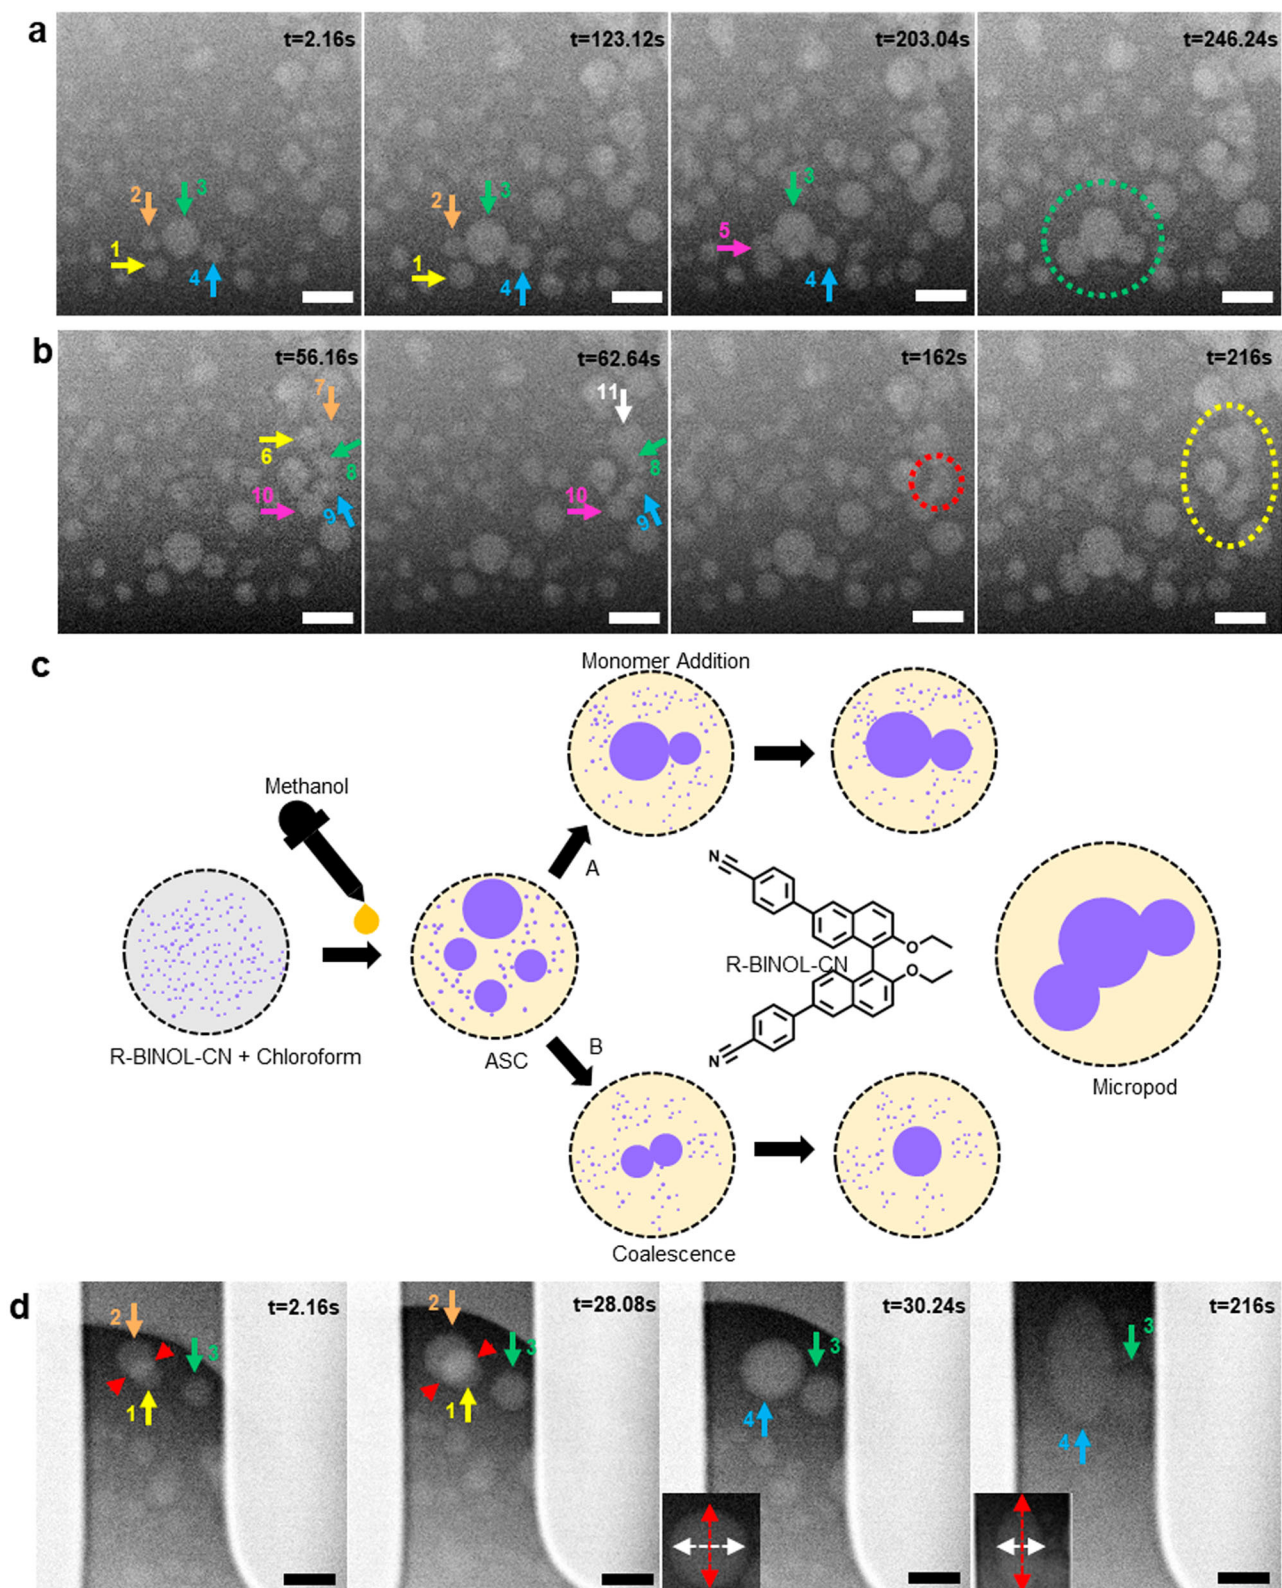 a
t=2.16s
t=123.12s
t=203.04s
t=246.24s
2
3
1
4
2
3
1
4
3
5
4
b
t=56.16s
t=62.64s
t=162s
t=216s
7
6
8
10
9
11
8
10
9
c
Monomer Addition
Methanol
A
N
O
R-BINOL-CN
O
N
R-BINOL-CN + Chloroform
ASC
B
Micropod
Coalescence
d
t=2.16s
t=28.08s
t=30.24s
t=216s
2
3
1
2
3
1
3
4
3
4